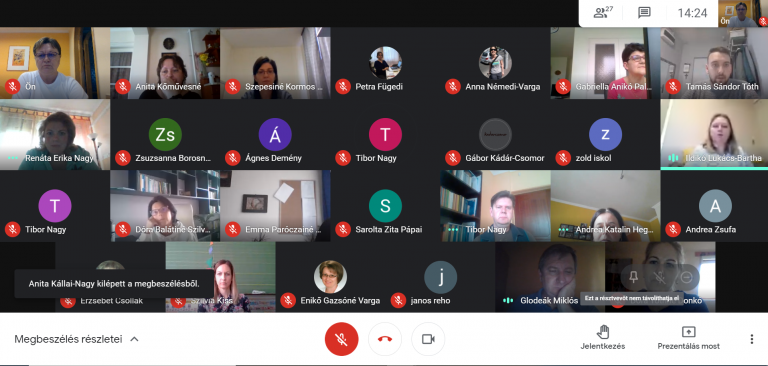 27
14:24
Ön
Ön
Anita Kőművesné
Szepesiné Kormos ...
Petra Fügedi
Anna Némedi-Varga
Gabriella Anikó Pal...
Tamás Sándor Tóth
Renáta Erika Nagy
Zs
Zsuzsanna Borosn...
Á
Ágnes Demény
T
Tibor Nagy
Gábor Kádár-Csomor
z
zold iskol
Ildikó Lukács-Bartha
T
Tibor Nagy
Dóra Balátiné Szilv...
Emma Paróczainé ...
S
Sarolta Zita Pápai
Tibor Nagy
Andrea Katalin Heg...
A
Andrea Zsufa
Anita Kállai-Nagy kilépett a megbeszélésből.
Erzsébet Csollák
Szilvia Kiss
Enikő Gazsóné Varga
j
janos reho
Glodeák Miklós
Ezt a résztvevőt nem távolíthatja el
Megbeszélés részletei
Jelentkezés
Prezentálás most